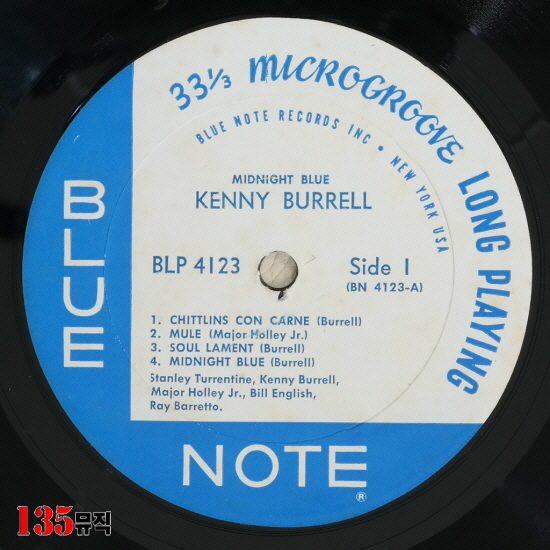 33⅓ MICROGROOVE LONG PLAYING
BLUE NOTE RECORDS INC • NEW YORK USA
MIDNIGHT BLUE
KENNY BURRELL
BLP 4123
Side 1
(BN 4123-A)
1. CHITTLINS CON CARNE (Burrell)
2. MULE (Major Holley Jr.)
3. SOUL LAMENT (Burrell)
4. MIDNIGHT BLUE (Burrell)
Stanley Turrentine, Kenny Burrell,
Major Holley Jr., Bill English,
Ray Barretto.
BLUE
NOTE®
135뮤직